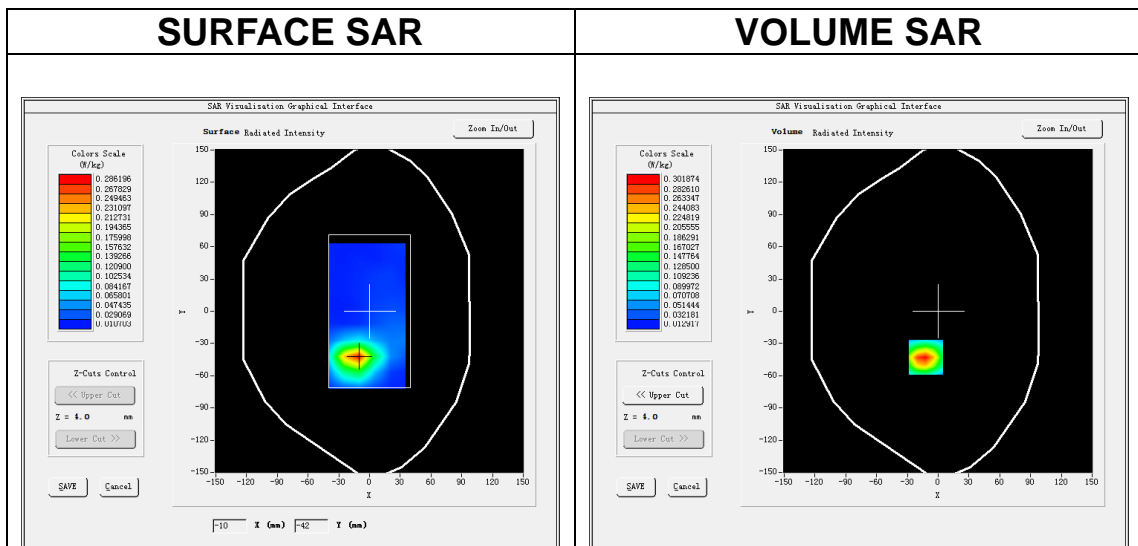 SURFACE SAR
VOLUME SAR
SAR Visualisation Graphical Interface
Surface Radiated Intensity
Zoom In/Out
Colors Scale
(W/kg)
0.286196
0.267829
0.249463
0.231097
0.212731
0.194365
0.175998
0.157632
0.139266
0.120900
0.102534
0.084167
0.065801
0.047435
0.029069
0.010703
150
120
90
60
30
0
-30
-60
-90
-120
-150
Y
-150 -120 -90 -60 -30 0 30 60 90 120 150
X
Z-Cuts Control
<< Upper Cut
Z = 4.0 mm
Lower Cut >>
SAVE Cancel
-10 X (mm) -42 Y (mm)
SAR Visualisation Graphical Interface
Volume Radiated Intensity
Zoom In/Out
Colors Scale
(W/kg)
0.301874
0.282610
0.263347
0.244083
0.224819
0.205555
0.186291
0.167027
0.147764
0.128500
0.109236
0.089972
0.070708
0.051444
0.032181
0.012917
150
120
90
60
30
0
-30
-60
-90
-120
-150
Y
-150 -120 -90 -60 -30 0 30 60 90 120 150
X
Z-Cuts Control
<< Upper Cut
Z = 4.0 mm
Lower Cut >>
SAVE Cancel